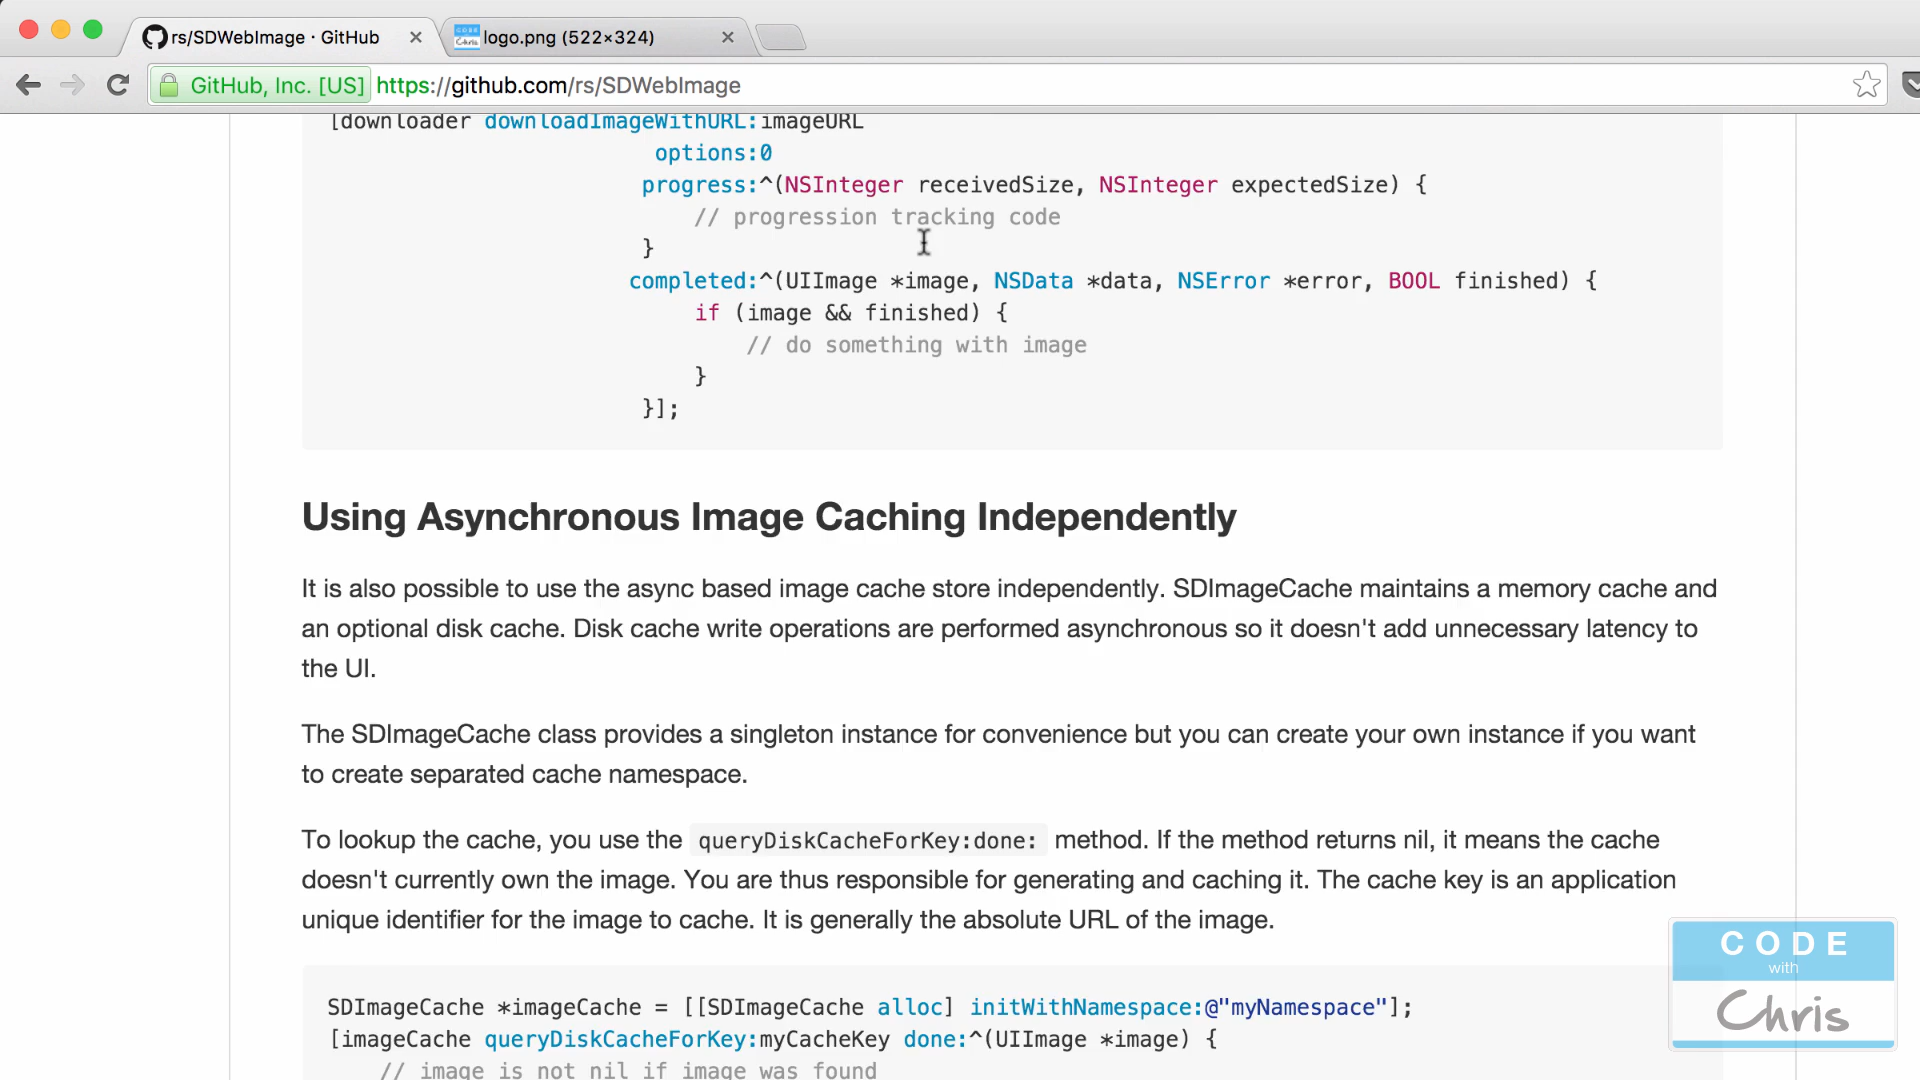 rs/SDWebImage · GitHub
logo.png (522×324)
GitHub, Inc. [US] https://github.com/rs/SDWebImage
[downloader downloadImageWithURL:imageURL
options:0
progress:^(NSInteger receivedSize, NSInteger expectedSize) {
// progression tracking code
}
completed:^(UIImage *image, NSData *data, NSError *error, BOOL finished) {
if (image && finished) {
// do something with image
}
}];
Using Asynchronous Image Caching Independently
It is also possible to use the async based image cache store independently. SDImageCache maintains a memory cache and
an optional disk cache. Disk cache write operations are performed asynchronous so it doesn't add unnecessary latency to
the UI.
The SDImageCache class provides a singleton instance for convenience but you can create your own instance if you want
to create separated cache namespace.
To lookup the cache, you use the queryDiskCacheForKey:done: method. If the method returns nil, it means the cache
doesn't currently own the image. You are thus responsible for generating and caching it. The cache key is an application
unique identifier for the image to cache. It is generally the absolute URL of the image.
SDImageCache *imageCache = [[SDImageCache alloc] initWithNamespace:@"myNamespace"];
[imageCache queryDiskCacheForKey:myCacheKey done:^(UIImage *image) {
// image is not nil if image was found
CODE
with
Chris